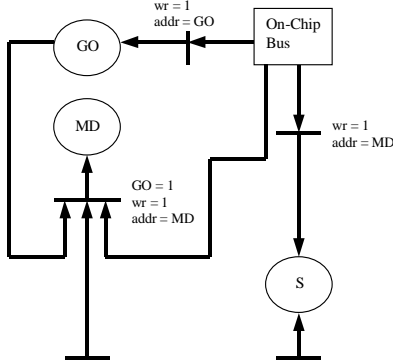 wr = 1
addr = GO
On-Chip
Bus
GO
MD
wr = 1
addr = MD
GO = 1
wr = 1
addr = MD
S